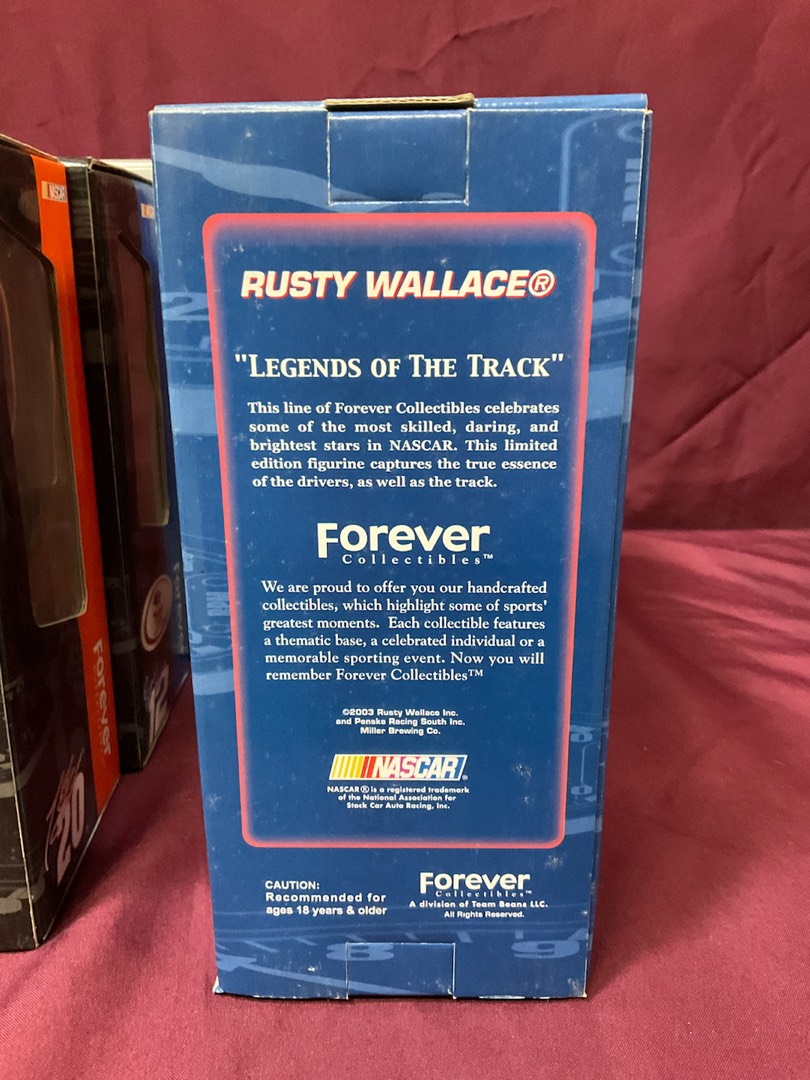 RUSTY WALLACE®
"LEGENDS OF THE TRACK"
This line of Forever Collectibles celebrates
some of the most skilled, daring, and
brightest stars in NASCAR. This limited
edition figurine captures the true essence
of the drivers, as well as the track.
Forever
Collectibles™
We are proud to offer you our handcrafted
collectibles, which highlight some of sports'
greatest moments. Each collectible features
a thematic base, a celebrated individual or a
memorable sporting event. Now you will
remember Forever Collectibles™
©2003 Rusty Wallace Inc.
and Penske Racing South Inc.
Miller Brewing Co.
NASCAR®
NASCAR® is a registered trademark
of the National Association for
Stock Car Auto Racing, Inc.
CAUTION:
Recommended for
ages 18 years & older
Forever
Collectibles™
A division of Team Beans LLC.
All Rights Reserved.
NASCAR
Forever
20
12
8
9